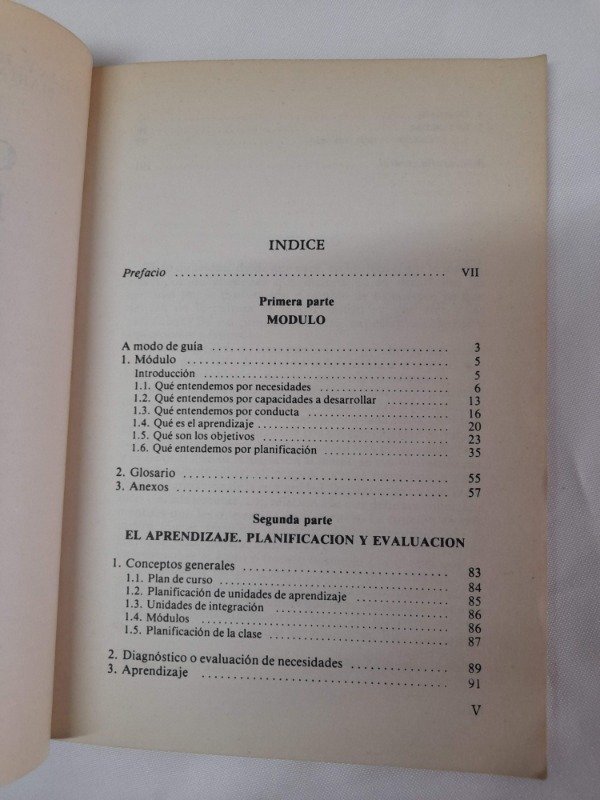 INDICE
Prefacio ........ VII
Primera parte
MODULO
A modo de guía ........ 3
1. Módulo ........ 5
Introducción ........ 5
1.1. Qué entendemos por necesidades ........ 6
1.2. Qué entendemos por capacidades a desarrollar ........ 13
1.3. Qué entendemos por conducta ........ 16
1.4. Qué es el aprendizaje ........ 20
1.5. Qué son los objetivos ........ 23
1.6. Qué entendemos por planificación ........ 35
2. Glosario ........ 55
3. Anexos ........ 57
Segunda parte
EL APRENDIZAJE. PLANIFICACION Y EVALUACION
1. Conceptos generales ........ 83
1.1. Plan de curso ........ 84
1.2. Planificación de unidades de aprendizaje ........ 85
1.3. Unidades de integración ........ 86
1.4. Módulos ........ 86
1.5. Planificación de la clase ........ 87
2. Diagnóstico o evaluación de necesidades ........ 89
3. Aprendizaje ........ 91
V